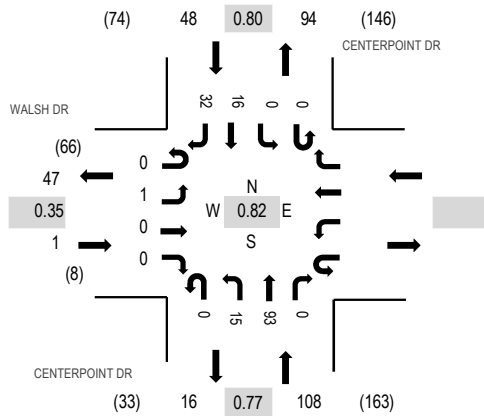 (74) 48 0.80 94 (146)
CENTERPOINT DR
32 16 0 0
WALSH DR
(66)
0
47
1
N
0.35
0
W 0.82 E
1
0
S
(8)
0 15 93 0
CENTERPOINT DR
(33) 16 0.77 108 (163)